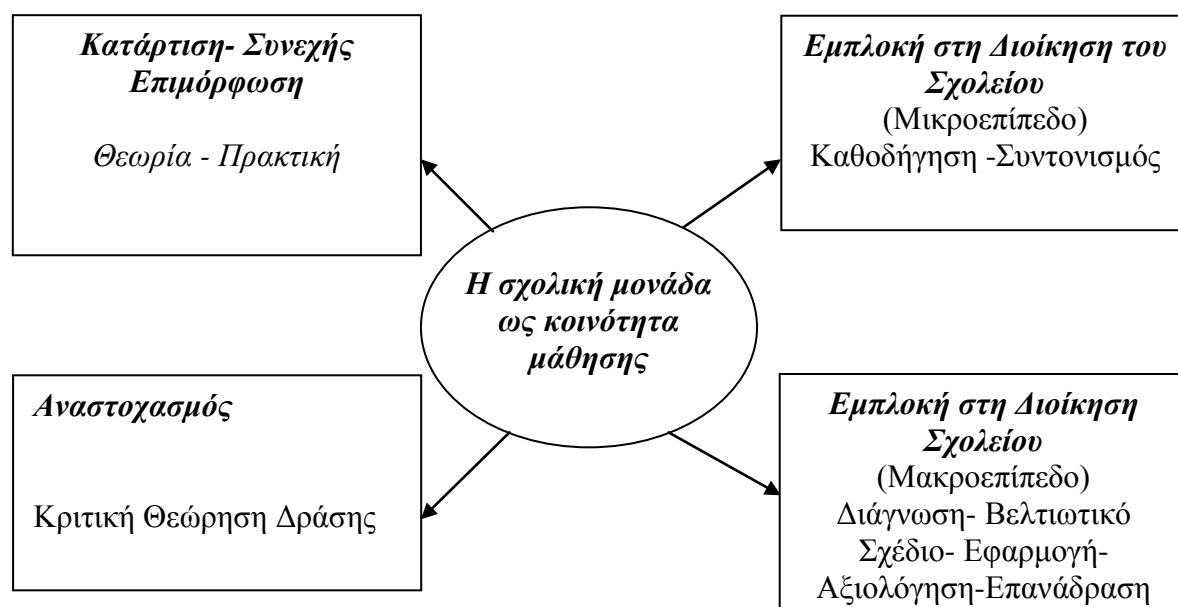 Κατάρτιση- Συνεχής
Επιμόρφωση
Θεωρία - Πρακτική
Εμπλοκή στη Διοίκηση του
Σχολείου
(Μικροεπίπεδο)
Καθοδήγηση -Συντονισμός
Η σχολική μονάδα
ως κοινότητα
μάθησης
Αναστοχασμός
Κριτική Θεώρηση Δράσης
Εμπλοκή στη Διοίκηση
Σχολείου
(Μακροεπίπεδο)
Διάγνωση- Βελτιωτικό
Σχέδιο- Εφαρμογή-
Αξιολόγηση-Επανάδραση